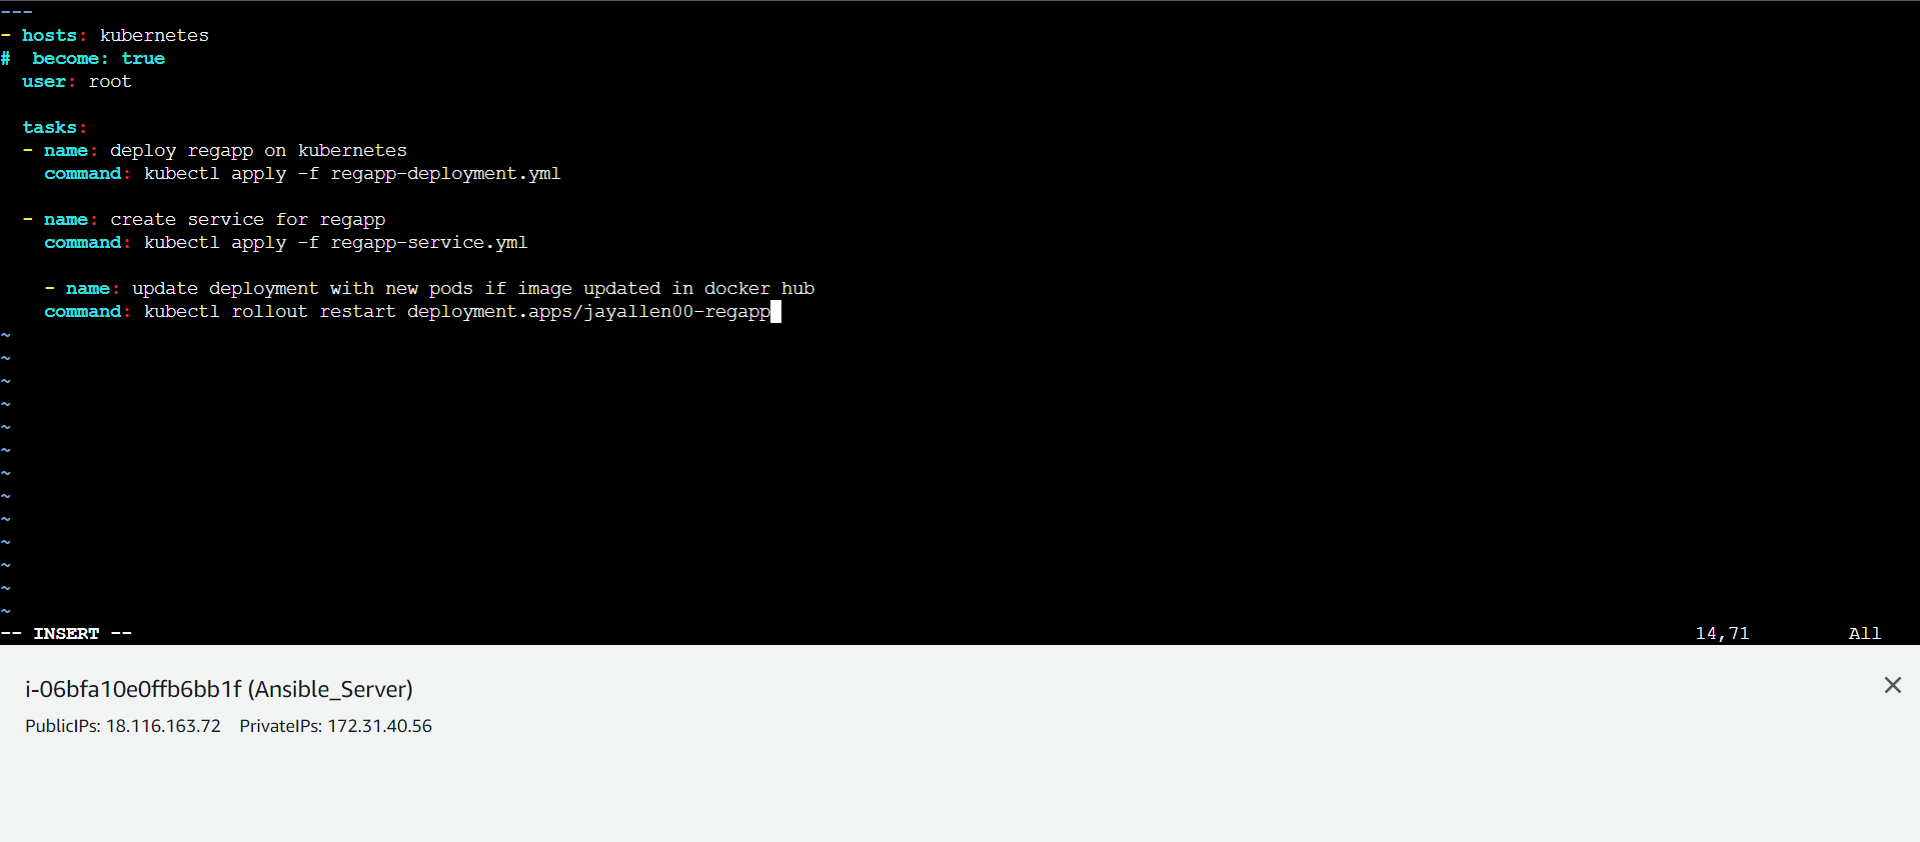 ---
- hosts: kubernetes
#  become: true
  user: root
  tasks:
  - name: deploy regapp on kubernetes
    command: kubectl apply -f regapp-deployment.yml
  - name: create service for regapp
    command: kubectl apply -f regapp-service.yml
    - name: update deployment with new pods if image updated in docker hub
    command: kubectl rollout restart deployment.apps/jayallen00-regapp
~
~
~
~
~
~
~
~
~
~
~
~
~
-- INSERT -- 14,71 All
i-06bfa10e0ffb6bb1f (Ansible_Server)
PublicIPs: 18.116.163.72 PrivateIPs: 172.31.40.56